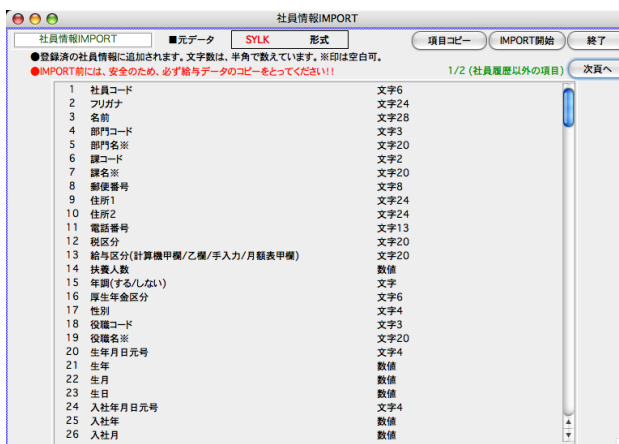 社員情報IMPORT
社員情報IMPORT ■元データ SYLK 形式 項目コピー IMPORT開始 終了
●登録済の社員情報に追加されます。文字数は、半角で数えています。※印は空白可。
●IMPORT前には、安全のため、必ず給与データのコピーをとってください!! 1/2 (社員履歴以外の項目) 次頁へ
1 社員コード 文字6
2 フリガナ 文字24
3 名前 文字28
4 部門コード 文字3
5 部門名※ 文字20
6 課コード 文字2
7 課名※ 文字20
8 郵便番号 文字8
9 住所1 文字24
10 住所2 文字24
11 電話番号 文字13
12 税区分 文字20
13 給与区分(計算機甲欄/乙欄/手入力/月額表甲欄) 文字20
14 扶養人数 数値
15 年調(する/しない) 文字
16 厚生年金区分 文字6
17 性別 文字4
18 役職コード 文字3
19 役職名※ 文字20
20 生年月日元号 文字4
21 生年 数値
22 生月 数値
23 生日 数値
24 入社年月日元号 文字4
25 入社年 数値
26 入社月 数値